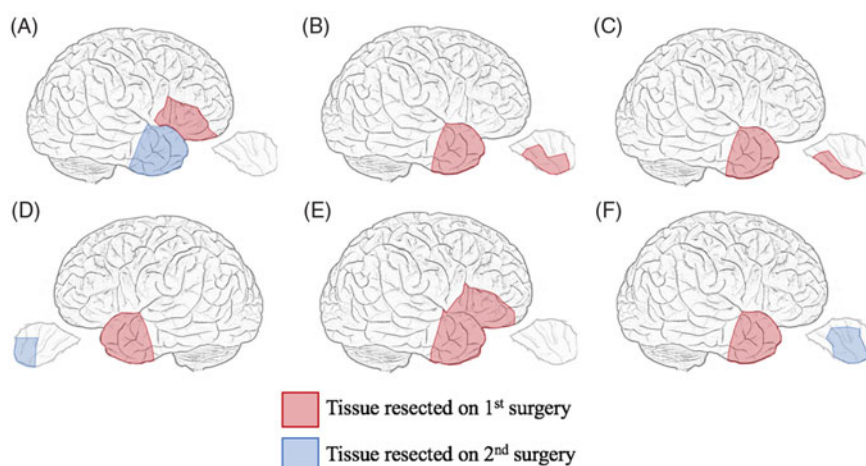 (A) (B) (C)
(D) (E) (F)
Tissue resected on 1st surgery
Tissue resected on 2nd surgery